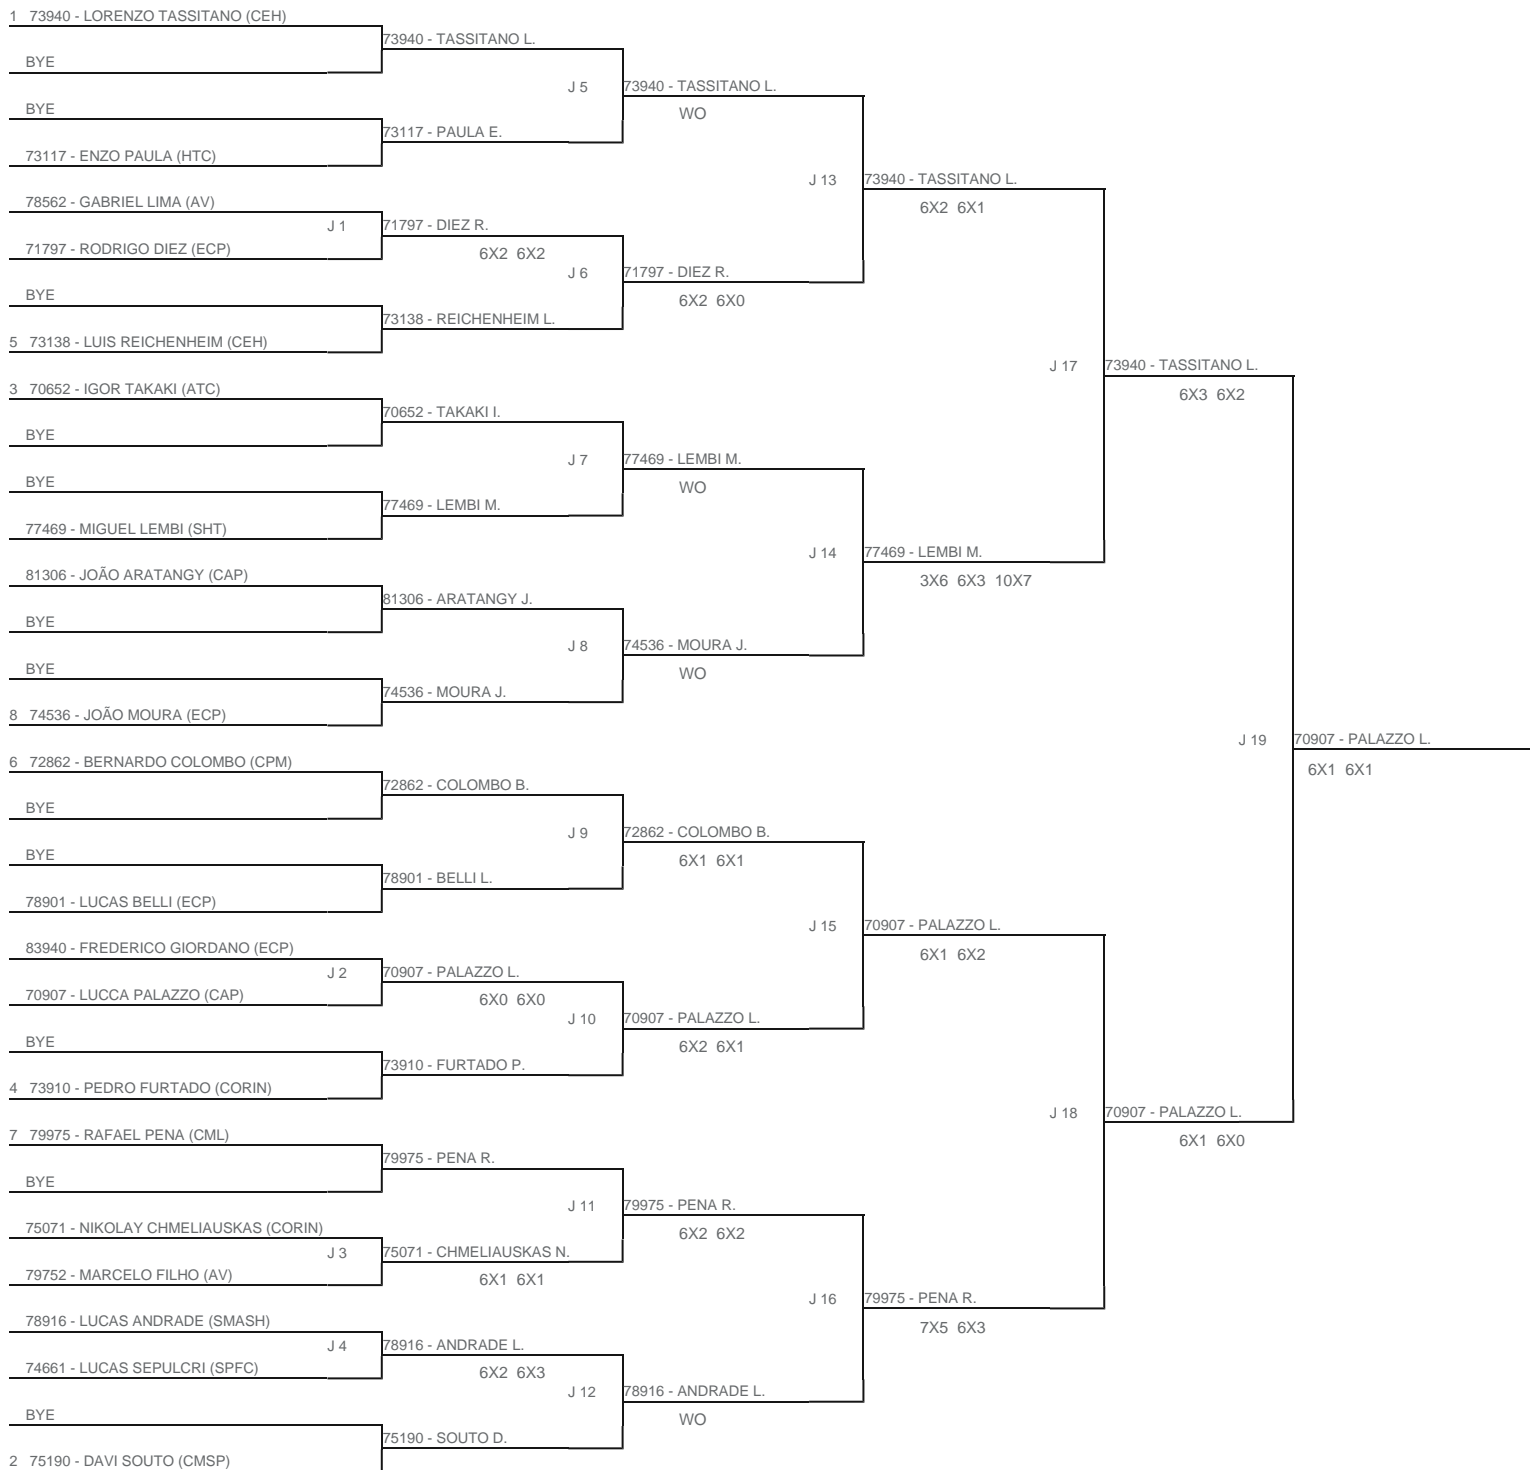 1 73940 - LORENZO TASSITANO (CEH)
73940 - TASSITANO L.
BYE
J 5
73940 - TASSITANO L.
WO
BYE
73117 - PAULA E.
73117 - ENZO PAULA (HTC)
J 13
73940 - TASSITANO L.
6X2 6X1
78562 - GABRIEL LIMA (AV)
J 1
71797 - DIEZ R.
6X2 6X2
71797 - RODRIGO DIEZ (ECP)
J 6
71797 - DIEZ R.
6X2 6X0
BYE
73138 - REICHENHEIM L.
5 73138 - LUIS REICHENHEIM (CEH)
J 17
73940 - TASSITANO L.
6X3 6X2
3 70652 - IGOR TAKAKI (ATC)
70652 - TAKAKI I.
BYE
J 7
77469 - LEMBI M.
WO
BYE
77469 - LEMBI M.
77469 - MIGUEL LEMBI (SHT)
J 14
77469 - LEMBI M.
3X6 6X3 10X7
81306 - JOÃO ARATANGY (CAP)
81306 - ARATANGY J.
BYE
J 8
74536 - MOURA J.
WO
BYE
74536 - MOURA J.
8 74536 - JOÃO MOURA (ECP)
J 19
70907 - PALAZZO L.
6X1 6X1
6 72862 - BERNARDO COLOMBO (CPM)
72862 - COLOMBO B.
BYE
J 9
72862 - COLOMBO B.
6X1 6X1
BYE
78901 - BELLI L.
78901 - LUCAS BELLI (ECP)
J 15
70907 - PALAZZO L.
6X1 6X2
83940 - FREDERICO GIORDANO (ECP)
J 2
70907 - PALAZZO L.
6X0 6X0
70907 - LUCCA PALAZZO (CAP)
J 10
70907 - PALAZZO L.
6X2 6X1
BYE
73910 - FURTADO P.
4 73910 - PEDRO FURTADO (CORIN)
J 18
70907 - PALAZZO L.
6X1 6X0
7 79975 - RAFAEL PENA (CML)
79975 - PENA R.
BYE
J 11
79975 - PENA R.
6X2 6X2
75071 - NIKOLAY CHMELIAUSKAS (CORIN)
J 3
75071 - CHMELIAUSKAS N.
6X1 6X1
79752 - MARCELO FILHO (AV)
J 16
79975 - PENA R.
7X5 6X3
78916 - LUCAS ANDRADE (SMASH)
J 4
78916 - ANDRADE L.
6X2 6X3
74661 - LUCAS SEPULCRI (SPFC)
J 12
78916 - ANDRADE L.
WO
BYE
75190 - SOUTO D.
2 75190 - DAVI SOUTO (CMSP)